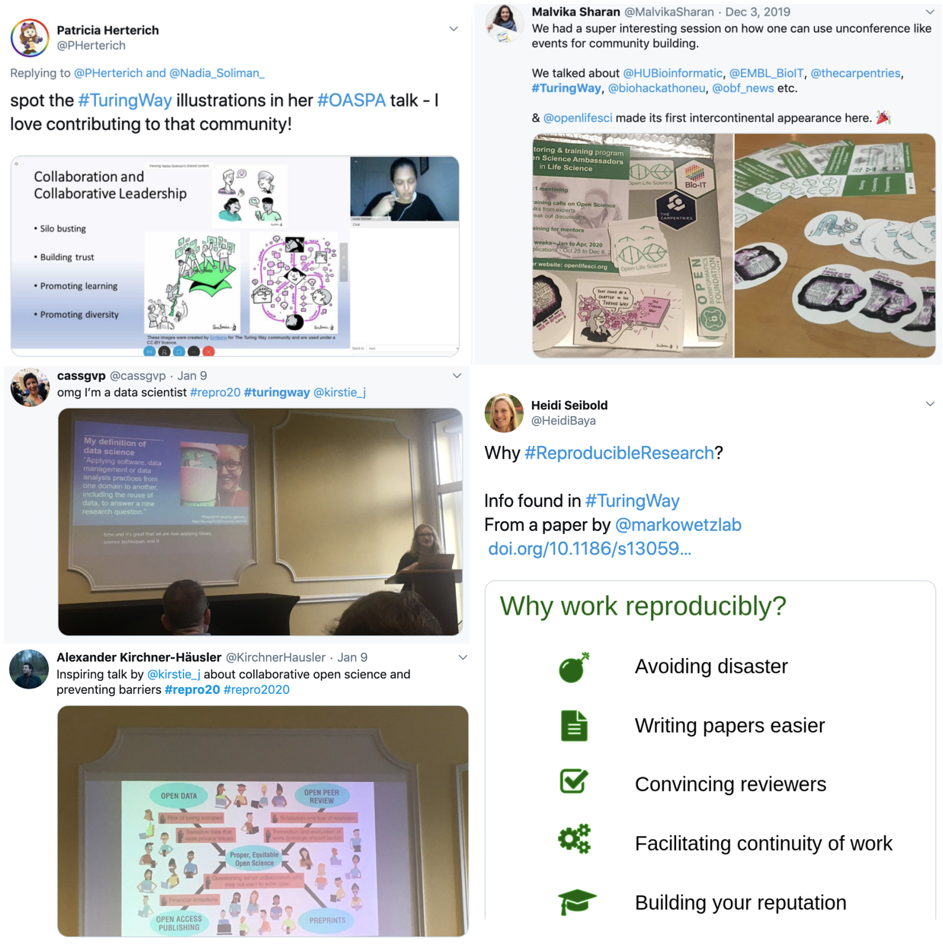 Patricia Herterich
@PHerterich
Replying to @PHerterich and @Nadia_Soliman_
spot the #TuringWay illustrations in her #OASPA talk - I
love contributing to that community!
Collaboration and
Collaborative Leadership
• Silo busting
• Building trust
• Promoting learning
• Promoting diversity
These images were created by Scriberia for The Turing Way community and are used under a
CC-BY licence.
Malvika Sharan @MalvikaSharan · Dec 3, 2019
We had a super interesting session on how one can use unconference like
events for community building.
We talked about @HUBioinformatic, @EMBL_BioIT, @thecarpentries,
#TuringWay, @biohackathoneu, @obf_news etc.
& @openlifesci made its first intercontinental appearance here. 🎉
toring & training program
en Science Ambassadors
in Life Science
Open Life Science
Bio-IT
THE
CARPENTRIES
Open Life Science
OPEN
BIOINFORMATICS
FOUNDATION
website: openlifesci.org
cassgvp @cassgvp · Jan 9
omg I'm a data scientist #repro20 #turingway @kirstie_j
My definition of
data science
"Applying software, data
management or data
analysis practices from
one domain to another,
including the reuse of
data, to answer a new
research question."
Heidi Seibold
@HeidiBaya
Why #ReproducibleResearch?
Info found in #TuringWay
From a paper by @markowetzlab
doi.org/10.1186/s13059...
Why work reproducibly?
Avoiding disaster
Writing papers easier
Convincing reviewers
Facilitating continuity of work
Building your reputation
Alexander Kirchner-Häusler @KirchnerHausler · Jan 9
Inspiring talk by @kirstie_j about collaborative open science and
preventing barriers #repro20 #repro2020
OPEN DATA
OPEN PEER
REVIEW
Proper, Equitable
Open Science
Financial incentives
OPEN ACCESS
PUBLISHING
PREPRINTS